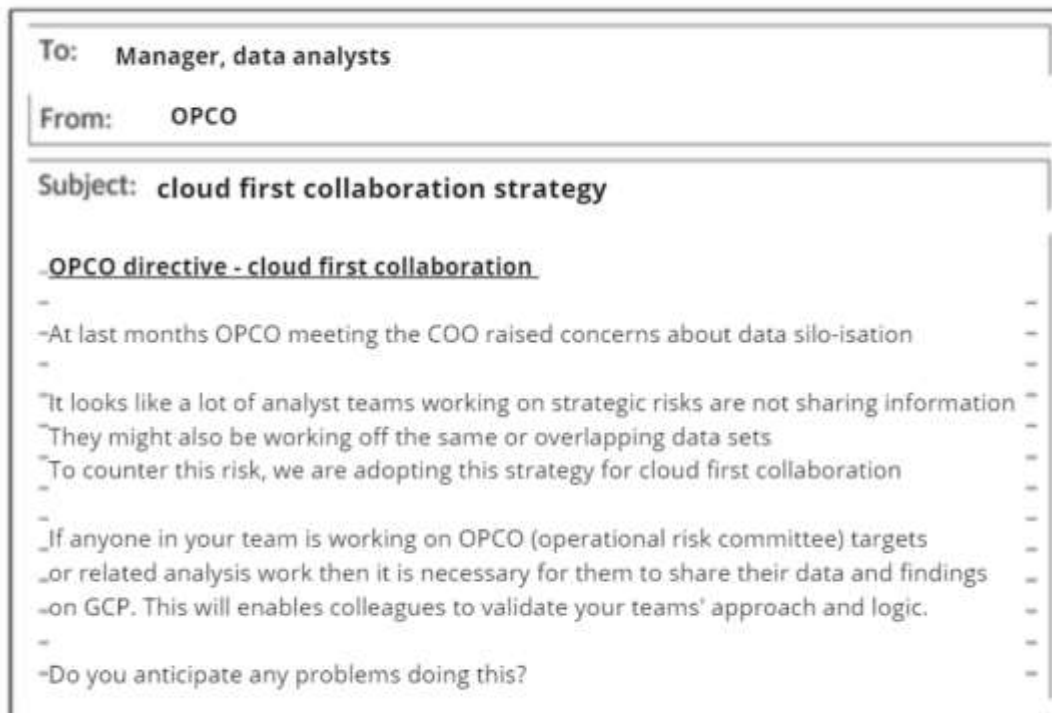 To: Manager, data analysts
From: OPCO
Subject: cloud first collaboration strategy
OPCO directive - cloud first collaboration
At last months OPCO meeting the COO raised concerns about data silo-isation
It looks like a lot of analyst teams working on strategic risks are not sharing information
They might also be working off the same or overlapping data sets
To counter this risk, we are adopting this strategy for cloud first collaboration
If anyone in your team is working on OPCO (operational risk committee) targets
or related analysis work then it is necessary for them to share their data and findings
on GCP. This will enables colleagues to validate your teams' approach and logic.
Do you anticipate any problems doing this?